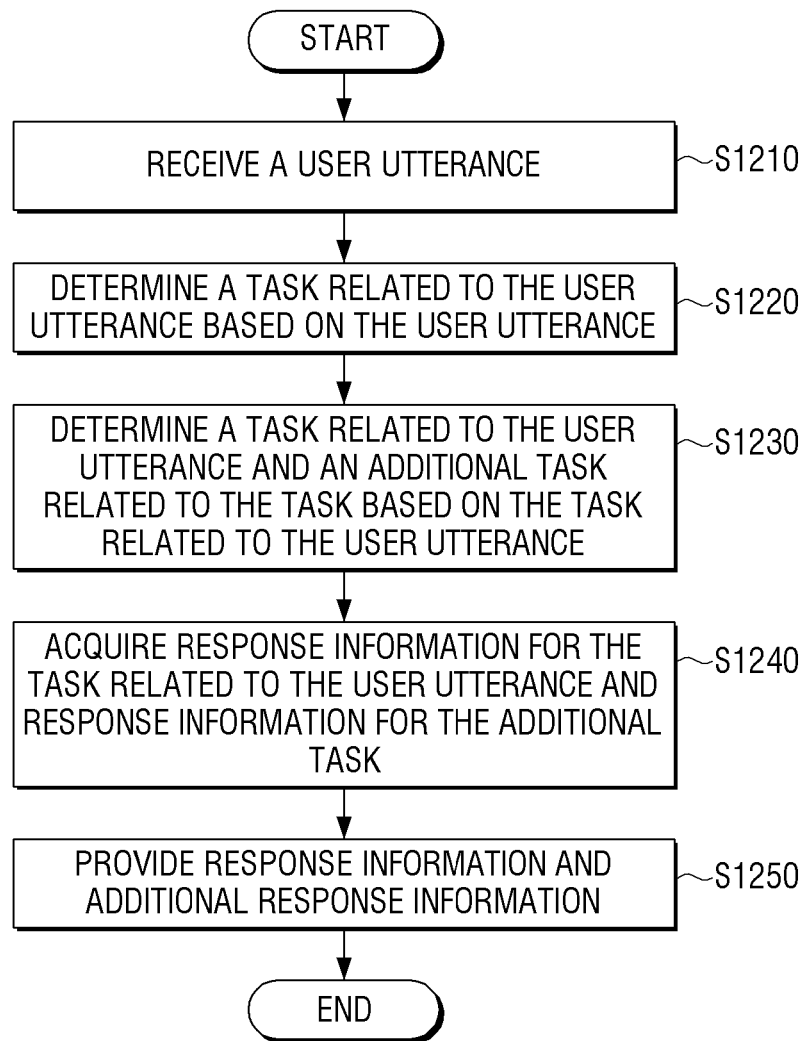 START
RECEIVE A USER UTTERANCE
S1210
DETERMINE A TASK RELATED TO THE USER
UTTERANCE BASED ON THE USER UTTERANCE
S1220
DETERMINE A TASK RELATED TO THE USER
UTTERANCE AND AN ADDITIONAL TASK
RELATED TO THE TASK BASED ON THE TASK
RELATED TO THE USER UTTERANCE
S1230
ACQUIRE RESPONSE INFORMATION FOR THE
TASK RELATED TO THE USER UTTERANCE AND
RESPONSE INFORMATION FOR THE ADDITIONAL
TASK
S1240
PROVIDE RESPONSE INFORMATION AND
ADDITIONAL RESPONSE INFORMATION
S1250
END